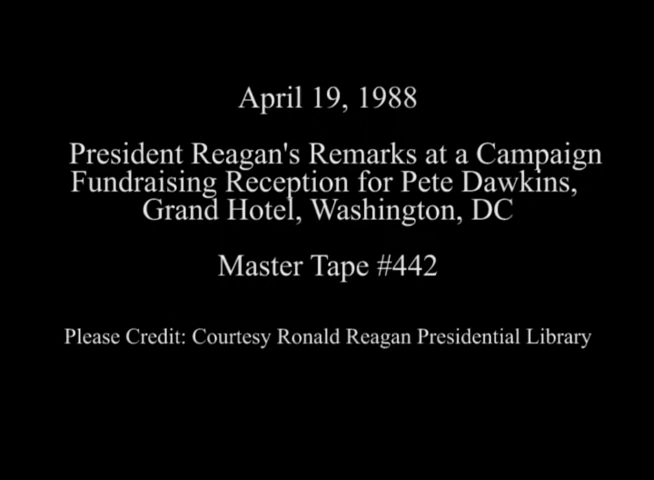 April 19, 1988
President Reagan's Remarks at a Campaign
Fundraising Reception for Pete Dawkins,
Grand Hotel, Washington, DC
Master Tape #442
Please Credit: Courtesy Ronald Reagan Presidential Library